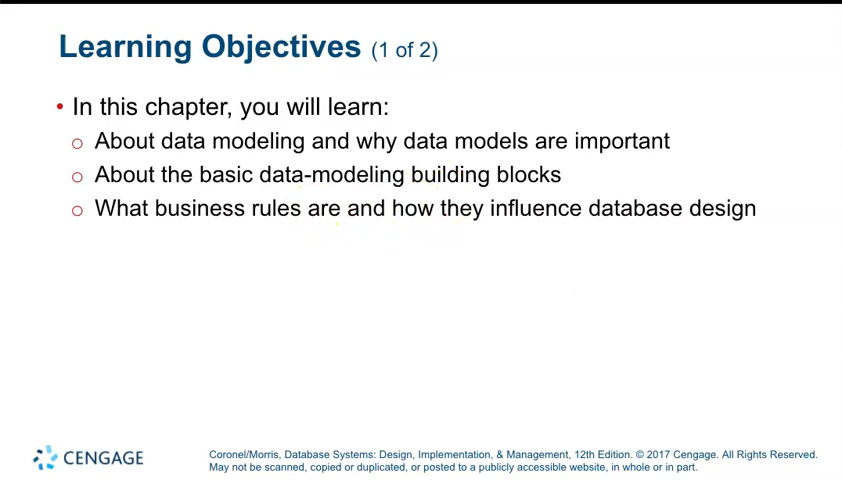 Learning Objectives (1 of 2)
• In this chapter, you will learn:
o About data modeling and why data models are important
o About the basic data-modeling building blocks
o What business rules are and how they influence database design
CENGAGE
Coronel/Morris, Database Systems: Design, Implementation, & Management, 12th Edition. © 2017 Cengage. All Rights Reserved.
May not be scanned, copied or duplicated, or posted to a publicly accessible website, in whole or in part.